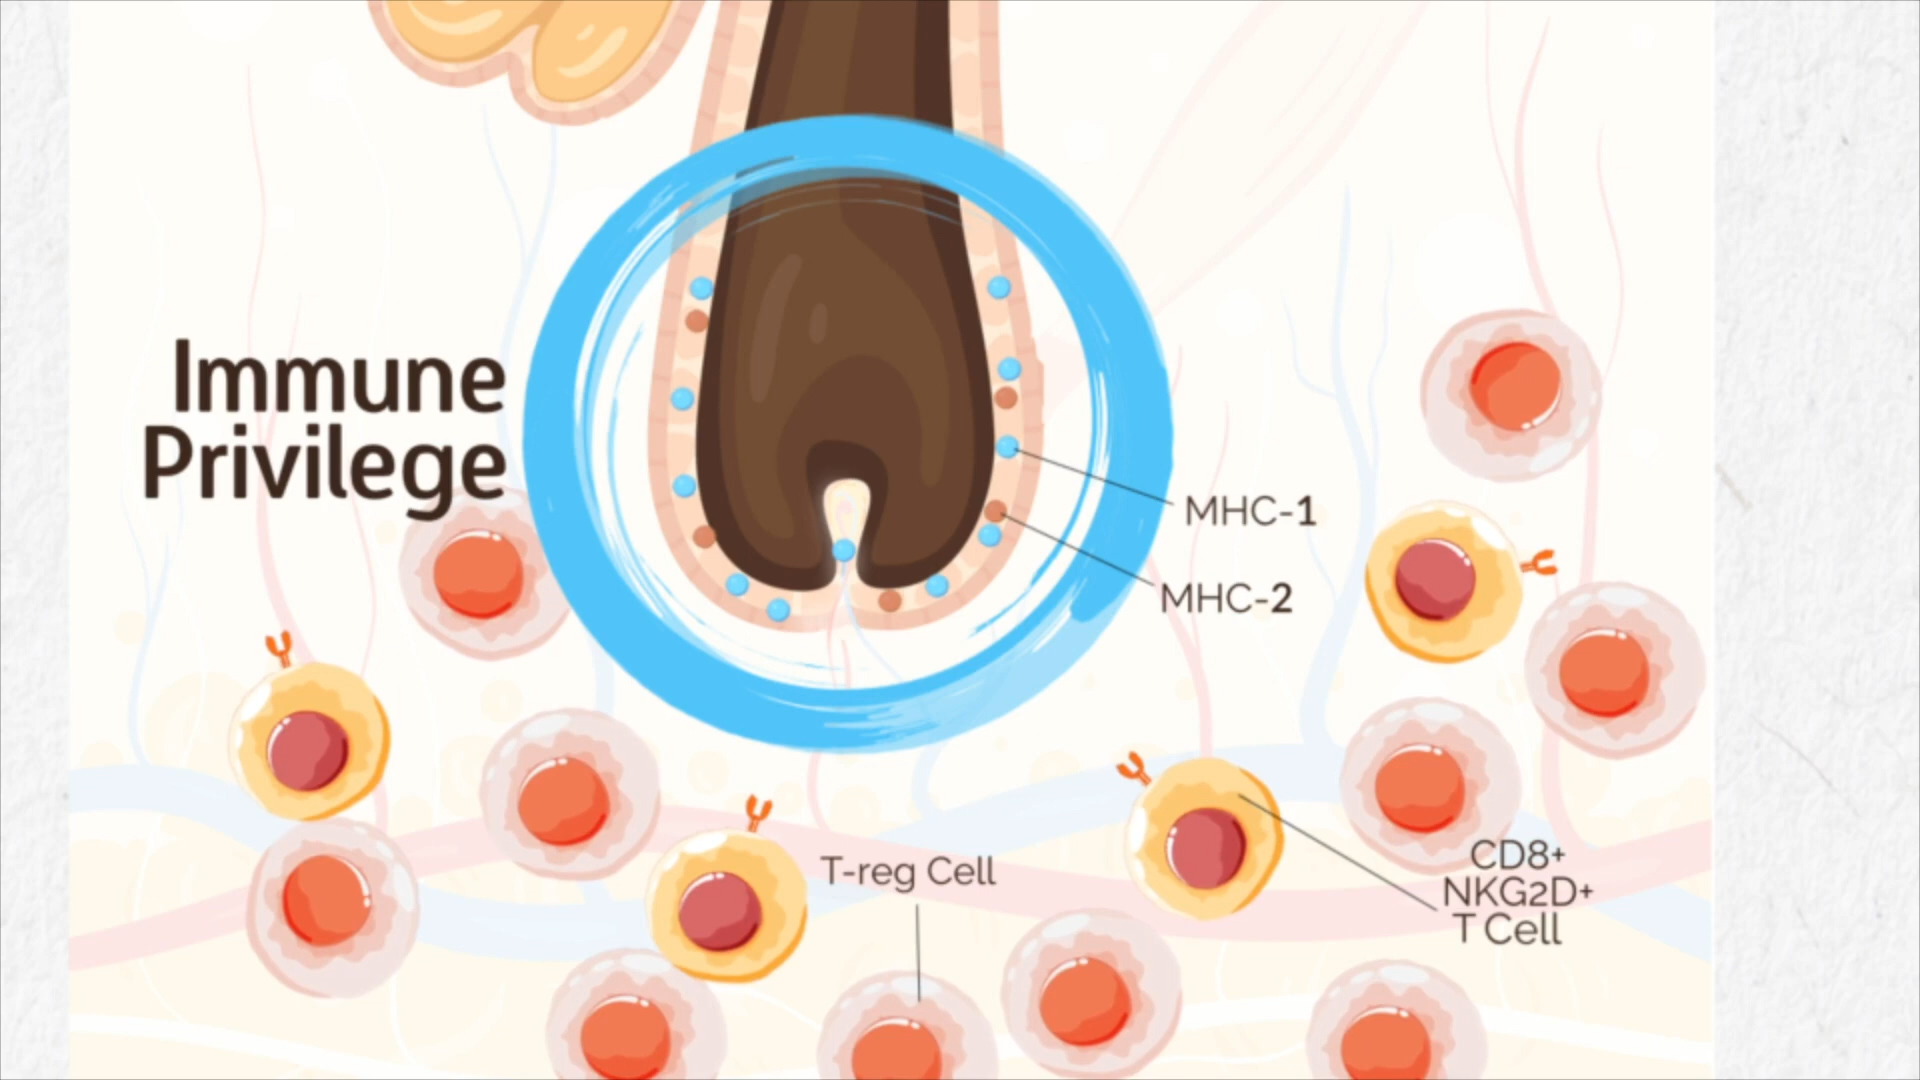 Immune
Privilege
MHC-1
MHC-2
T-reg Cell
CD8+
NKG2D+
T Cell